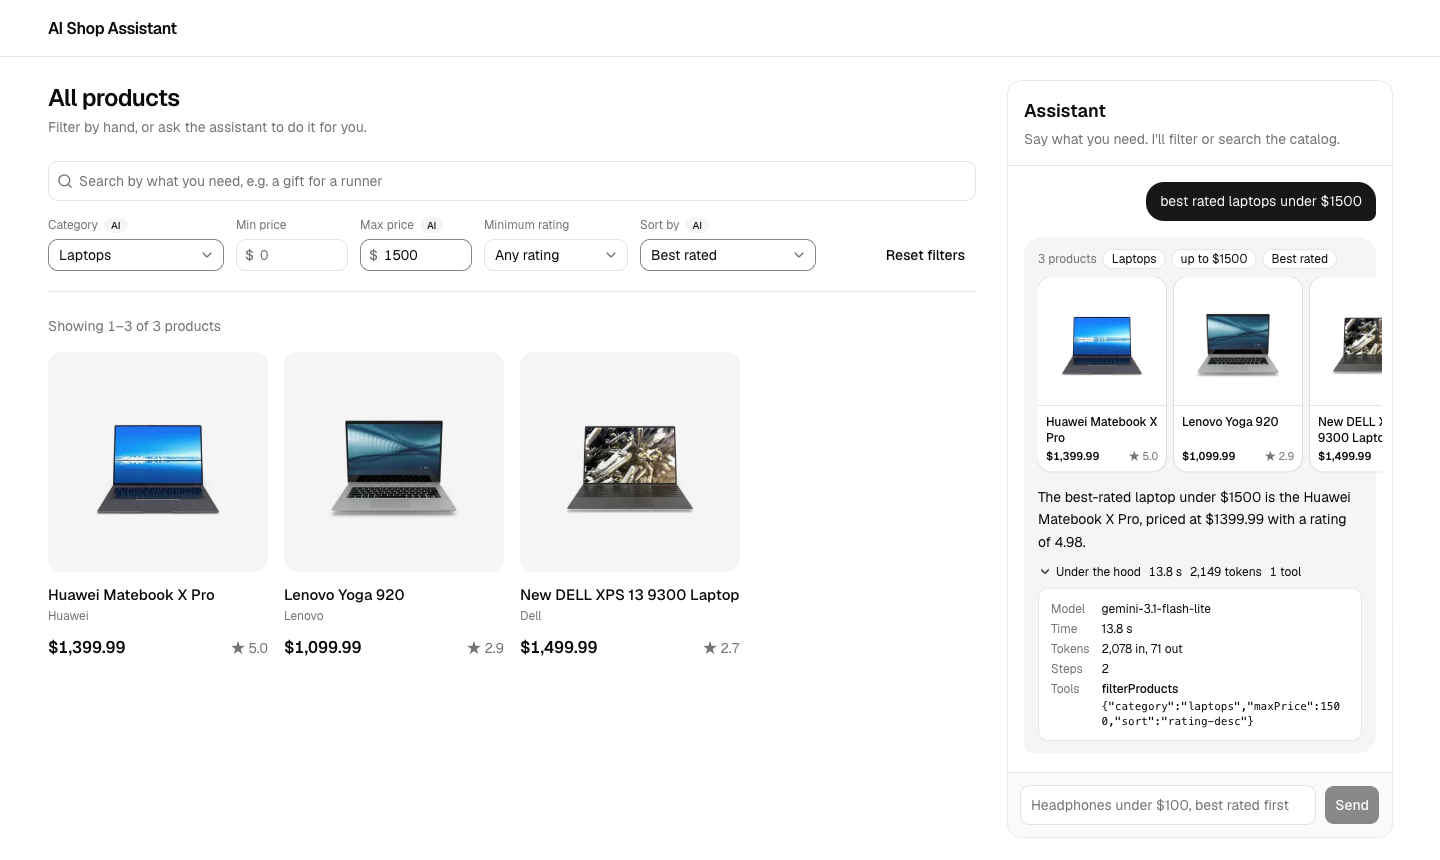 AI Shop Assistant
All products
Filter by hand, or ask the assistant to do it for you.
Search by what you need, e.g. a gift for a runner
Category AI
Min price
Max price AI
Minimum rating
Sort by AI
Laptops
$ 0
$ 1500
Any rating
Best rated
Reset filters
Showing 1–3 of 3 products
Huawei Matebook X Pro
Huawei
$1,399.99 ★ 5.0
Lenovo Yoga 920
Lenovo
$1,099.99 ★ 2.9
New DELL XPS 13 9300 Laptop
Dell
$1,499.99 ★ 2.7
Assistant
Say what you need. I'll filter or search the catalog.
best rated laptops under $1500
3 products Laptops up to $1500 Best rated
Huawei Matebook X
Pro
$1,399.99 ★ 5.0
Lenovo Yoga 920
$1,099.99 ★ 2.9
New DELL
9300
$1,499.99
The best-rated laptop under $1500 is the Huawei
Matebook X Pro, priced at $1399.99 with a rating
of 4.98.
Under the hood 13.8 s 2,149 tokens 1 tool
Model gemini-3.1-flash-lite
Time 13.8 s
Tokens 2,078 in, 71 out
Steps 2
Tools filterProducts
{"category":"laptops","maxPrice":150
0,"sort":"rating-desc"}
Headphones under $100, best rated first
Send